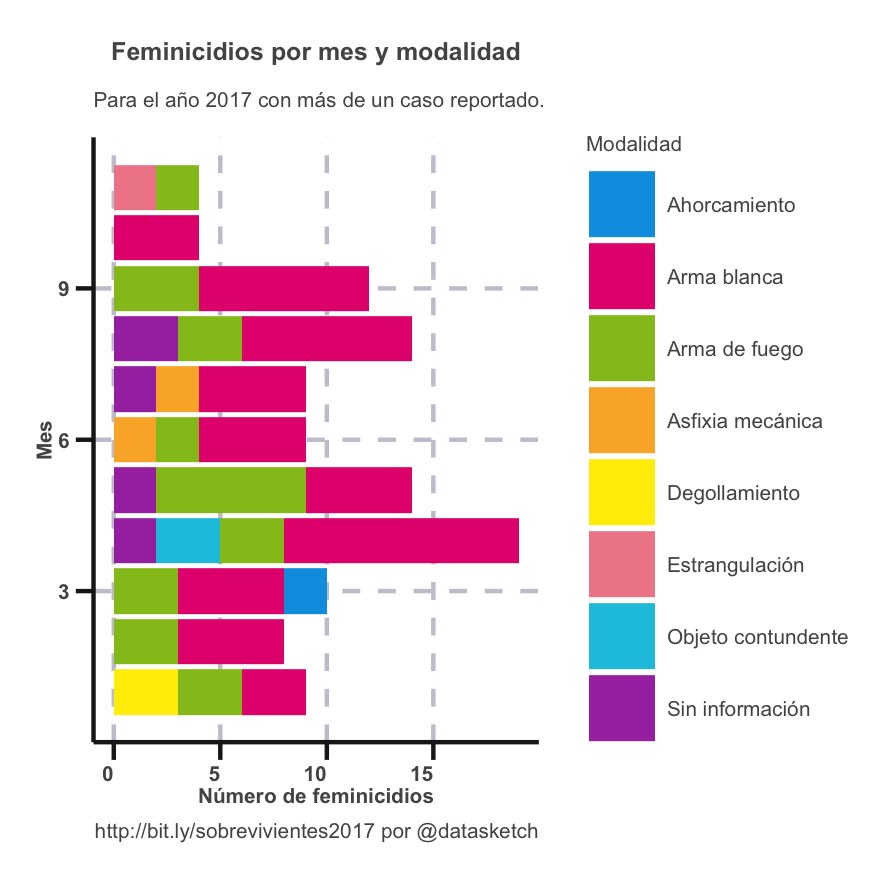 Feminicidios por mes y modalidad
Para el año 2017 con más de un caso reportado.
Modalidad
Ahorcamiento
Arma blanca
Arma de fuego
Asfixia mecánica
Degollamiento
Estrangulación
Objeto contundente
Sin información
Mes
9
6
3
0 5 10 15
Número de feminicidios
http://bit.ly/sobrevivientes2017 por @datasketch